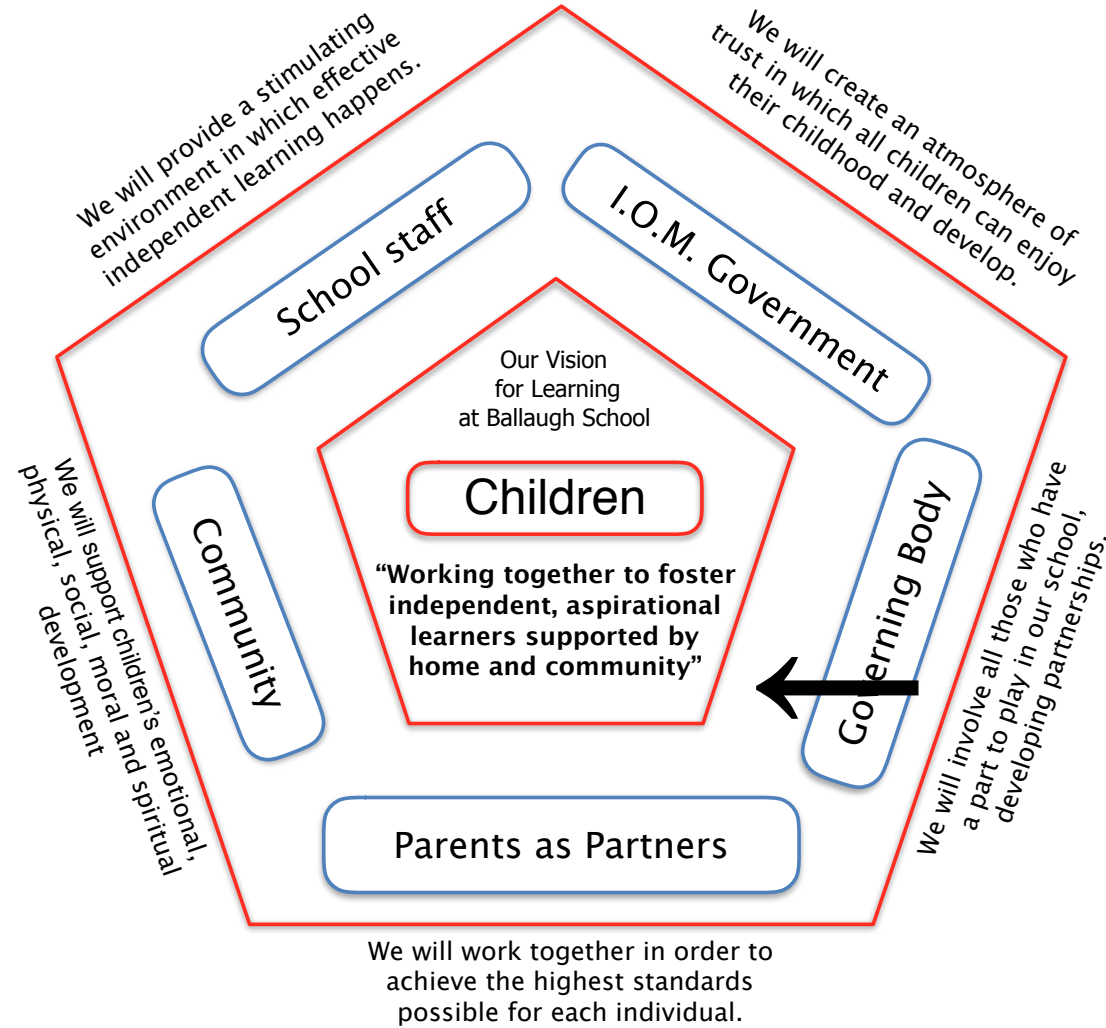 We will provide a stimulating
environment in which effective
independent learning happens.
We will create an atmosphere of
trust in which all children can enjoy
their childhood and develop.
School staff
I.O.M. Government
Our Vision
for Learning
at Ballaugh School
Children
“Working together to foster
independent, aspirational
learners supported by
home and community”
Community
Governing Body
We will support children’s emotional,
physical, social, moral and spiritual
development
We will involve all those who have
a part to play in our school,
developing partnerships.
Parents as Partners
We will work together in order to
achieve the highest standards
possible for each individual.